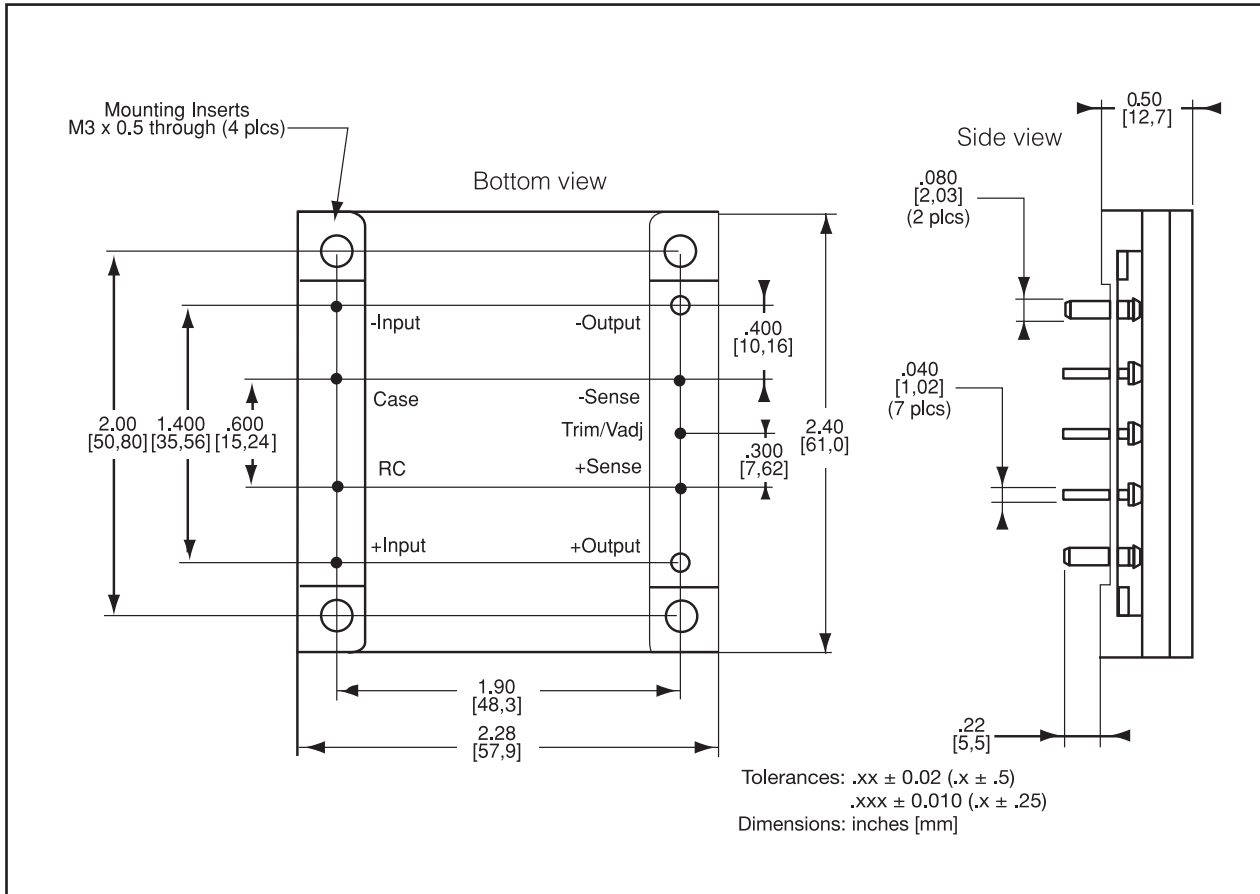 Mounting Inserts
M3 x 0.5 through (4 plcs)
Bottom view
-Input
-Output
Case
-Sense
Trim/Vadj
RC
+Sense
+Input
+Output
2.00
[50,80]
1.400
[35,56]
.600
[15,24]
.400
[10,16]
.300
[7,62]
2.40
[61,0]
1.90
[48,3]
2.28
[57,9]
Side view
0.50
[12,7]
.080
[2,03]
(2 plcs)
.040
[1,02]
(7 plcs)
.22
[5,5]
Tolerances: .xx ± 0.02 (.x ± .5)
.xxx ± 0.010 (.x ± .25)
Dimensions: inches [mm]